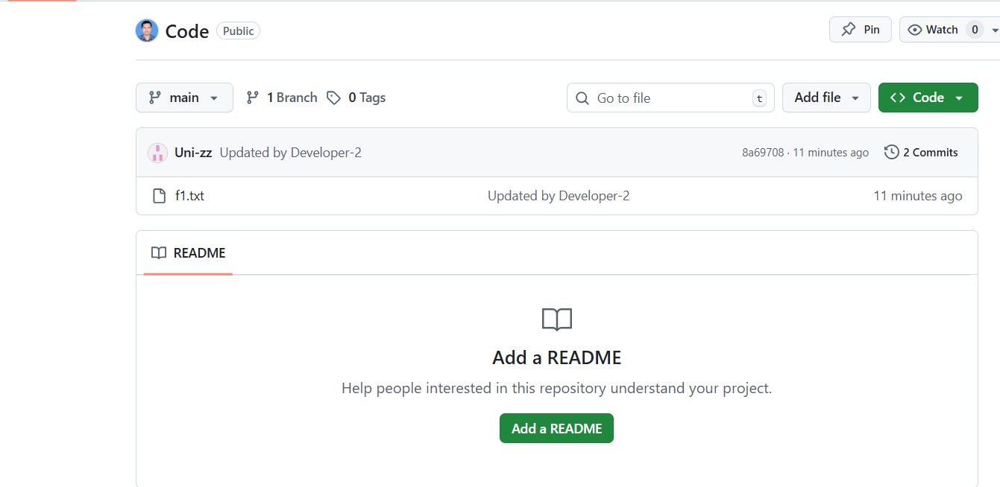 Code Public Pin Watch 0
main 1 Branch 0 Tags Go to file t Add file Code
Uni-zz Updated by Developer-2 8a69708 · 11 minutes ago 2 Commits
f1.txt Updated by Developer-2 11 minutes ago
README
Add a README
Help people interested in this repository understand your project.
Add a README